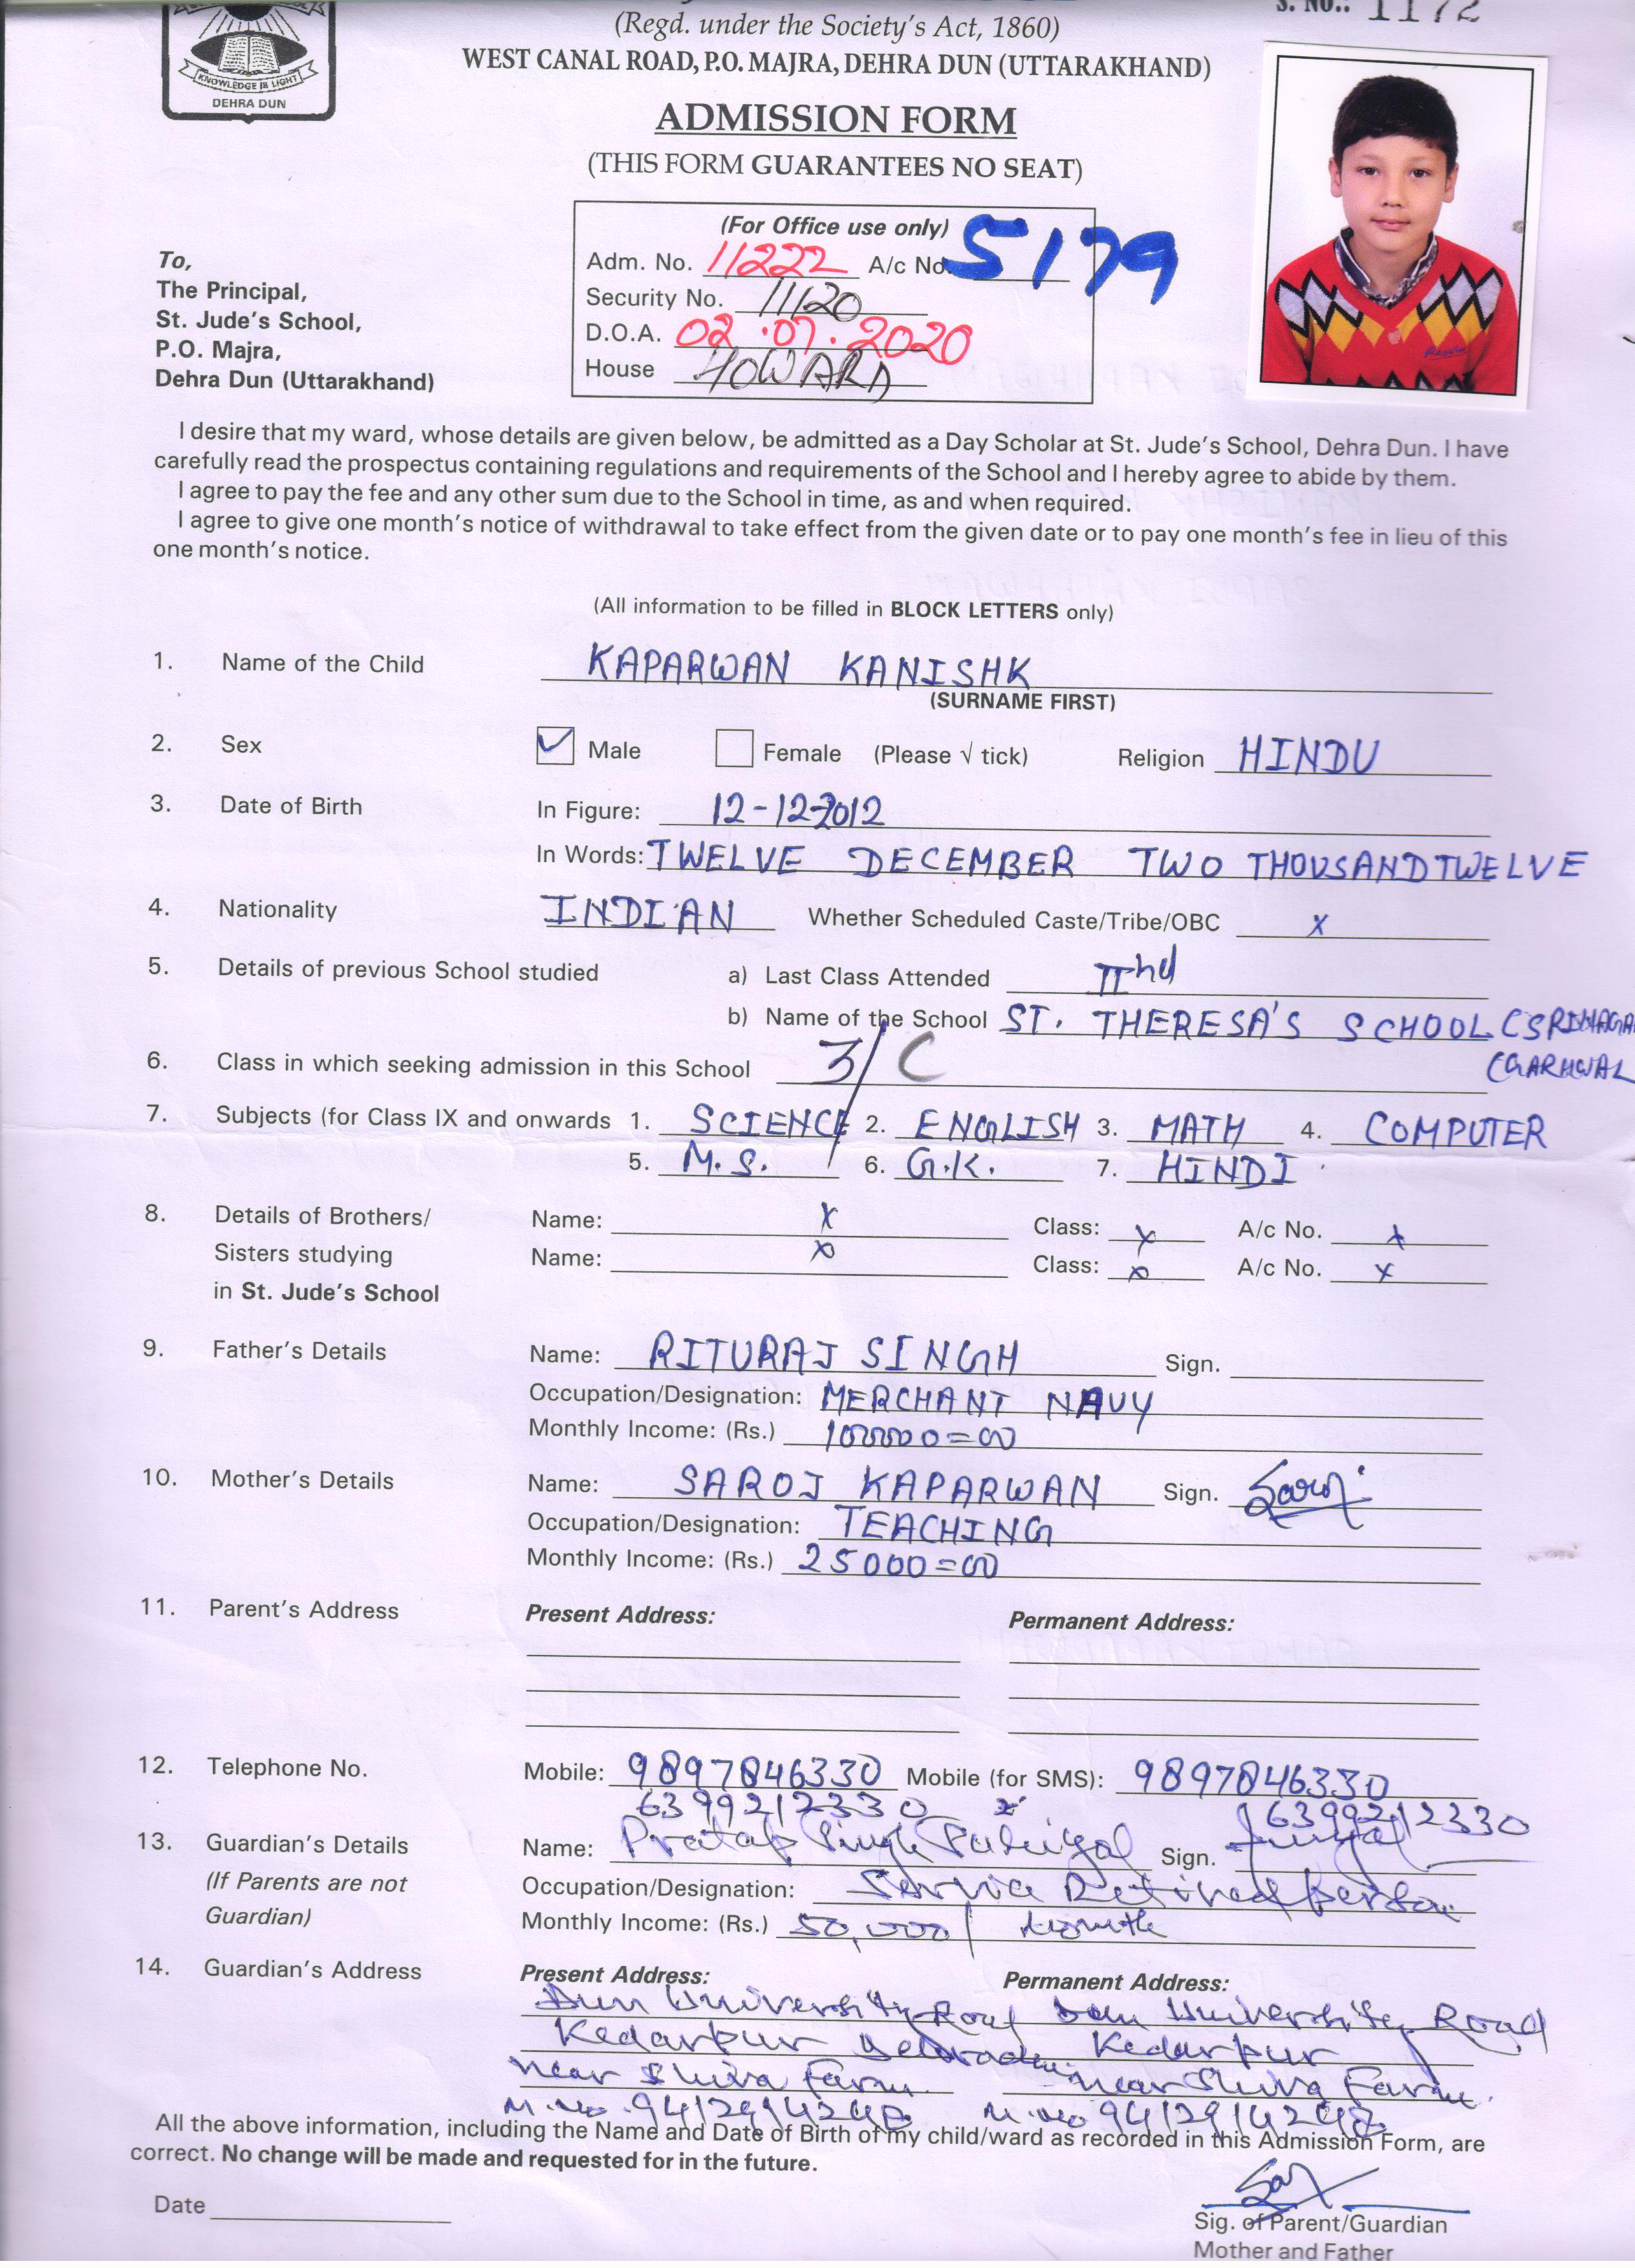 S. NO.: 1172
(Regd. under the Society's Act, 1860)
WEST CANAL ROAD, P.O. MAJRA, DEHRA DUN (UTTARAKHAND)
KNOWLEDGE IS LIGHT
DEHRA DUN
ADMISSION FORM
(THIS FORM GUARANTEES NO SEAT)
(For Office use only)
Adm. No. 11222 A/c No. 5179
Security No. 11120
D.O.A. 02.07.2020
House HOWARD
To,
The Principal,
St. Jude's School,
P.O. Majra,
Dehra Dun (Uttarakhand)
I desire that my ward, whose details are given below, be admitted as a Day Scholar at St. Jude's School, Dehra Dun. I have
carefully read the prospectus containing regulations and requirements of the School and I hereby agree to abide by them.
I agree to pay the fee and any other sum due to the School in time, as and when required.
I agree to give one month's notice of withdrawal to take effect from the given date or to pay one month's fee in lieu of this
one month's notice.
(All information to be filled in BLOCK LETTERS only)
1. Name of the Child KAPARWAN KANISHK
(SURNAME FIRST)
2. Sex ✓ Male Female (Please √ tick) Religion HINDU
3. Date of Birth In Figure: 12-12-2012
In Words: TWELVE DECEMBER TWO THOUSAND TWELVE
4. Nationality INDIAN Whether Scheduled Caste/Tribe/OBC x
5. Details of previous School studied a) Last Class Attended IInd
b) Name of the School ST. THERESA'S SCHOOL
6. Class in which seeking admission in this School 3/C
7. Subjects (for Class IX and onwards 1. SCIENCE 2. ENGLISH 3. MATH 4. COMPUTER
5. M.S. 6. G.K. 7. HINDI
8. Details of Brothers/ Name: x Class: x A/c No. x
Sisters studying Name: x Class: x A/c No. x
in St. Jude's School
9. Father's Details Name: RITURAJ SINGH Sign.
Occupation/Designation: MERCHANT NAVY
Monthly Income: (Rs.) 100000=00
10. Mother's Details Name: SAROJ KAPARWAN Sign. Saroj
Occupation/Designation: TEACHING
Monthly Income: (Rs.) 25000=00
11. Parent's Address Present Address: Permanent Address:
12. Telephone No. Mobile: 9897846330 Mobile (for SMS): 9897846330
6399212330 6399212330
13. Guardian's Details Name: Pratap Singh Sign.
(If Parents are not Occupation/Designation: Service Retired person
Guardian) Monthly Income: (Rs.) 50,000/ month
14. Guardian's Address Present Address: Permanent Address:
Dun University Road Dun University Road
Kedarpur Dehradun Kedarpur
near Shiva Farm near Shiva Farm
M.No. 9412914248 M.No 9412914248
All the above information, including the Name and Date of Birth of my child/ward as recorded in this Admission Form, are
correct. No change will be made and requested for in the future.
Date
Sig. of Parent/Guardian
Mother and Father